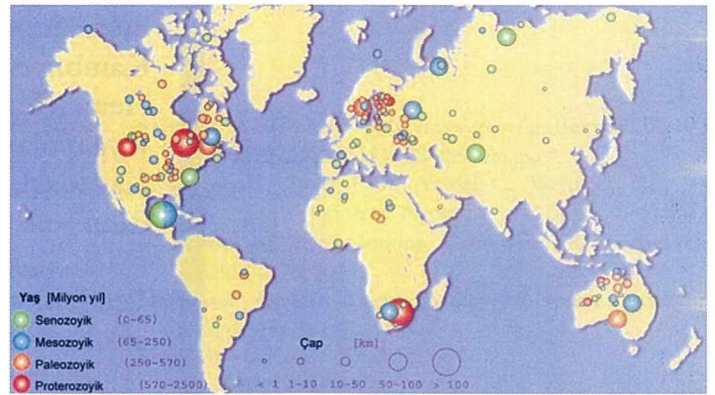 Yaş [Milyon yıl]
Senozoyik (0-65)
Mesozoyik (65-250)
Paleozoyik (250-570)
Proterozoyik (570-2500)
Çap [km]
< 1 1-10 10-50 50-100 > 100